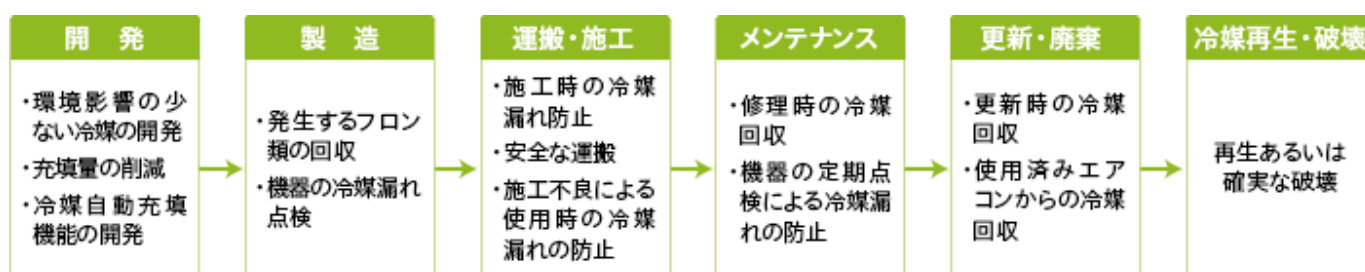 開発
・環境影響の少
ない冷媒の開発
・充填量の削減
・冷媒自動充填
機能の開発
製造
・発生するフロン
類の回収
・機器の冷媒漏れ
点検
運搬・施工
・施工時の冷媒
漏れ防止
・安全な運搬
・施工不良による
使用時の冷媒
漏れの防止
メンテナンス
・修理時の冷媒
回収
・機器の定期点
検による冷媒漏
れの防止
更新・廃棄
・更新時の冷媒
回収
・使用済みエア
コンからの冷媒
回収
冷媒再生・破壊
再生あるいは
確実な破壊